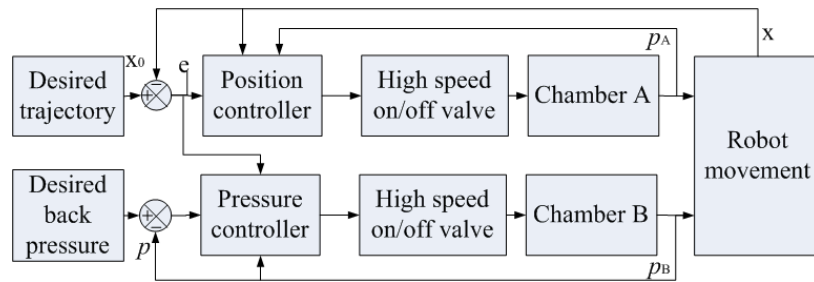 x
pA
x0
e
Desired
trajectory
+
−
Position
controller
High speed
on/off valve
Chamber A
Robot
movement
Desired
back
pressure
+
−
p
Pressure
controller
High speed
on/off valve
Chamber B
pB